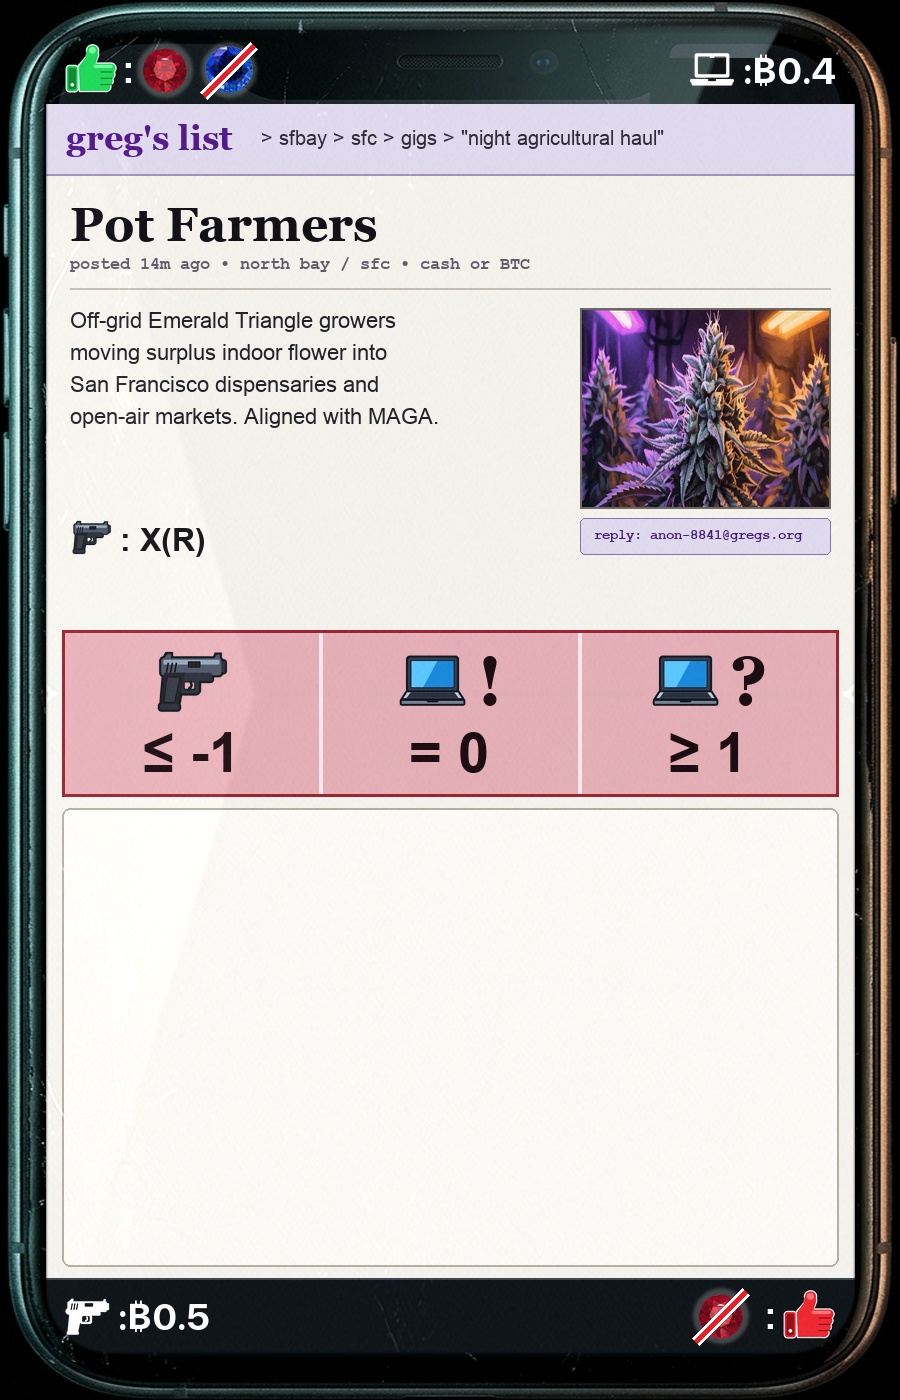 : :฿0.4
greg's list > sfbay > sfc > gigs > "night agricultural haul"
Pot Farmers
posted 14m ago • north bay / sfc • cash or BTC
Off-grid Emerald Triangle growers
moving surplus indoor flower into
San Francisco dispensaries and
open-air markets. Aligned with MAGA.
: X(R)
reply: anon-8841@gregs.org
! ?
≤ -1 = 0 ≥ 1
:฿0.5 :